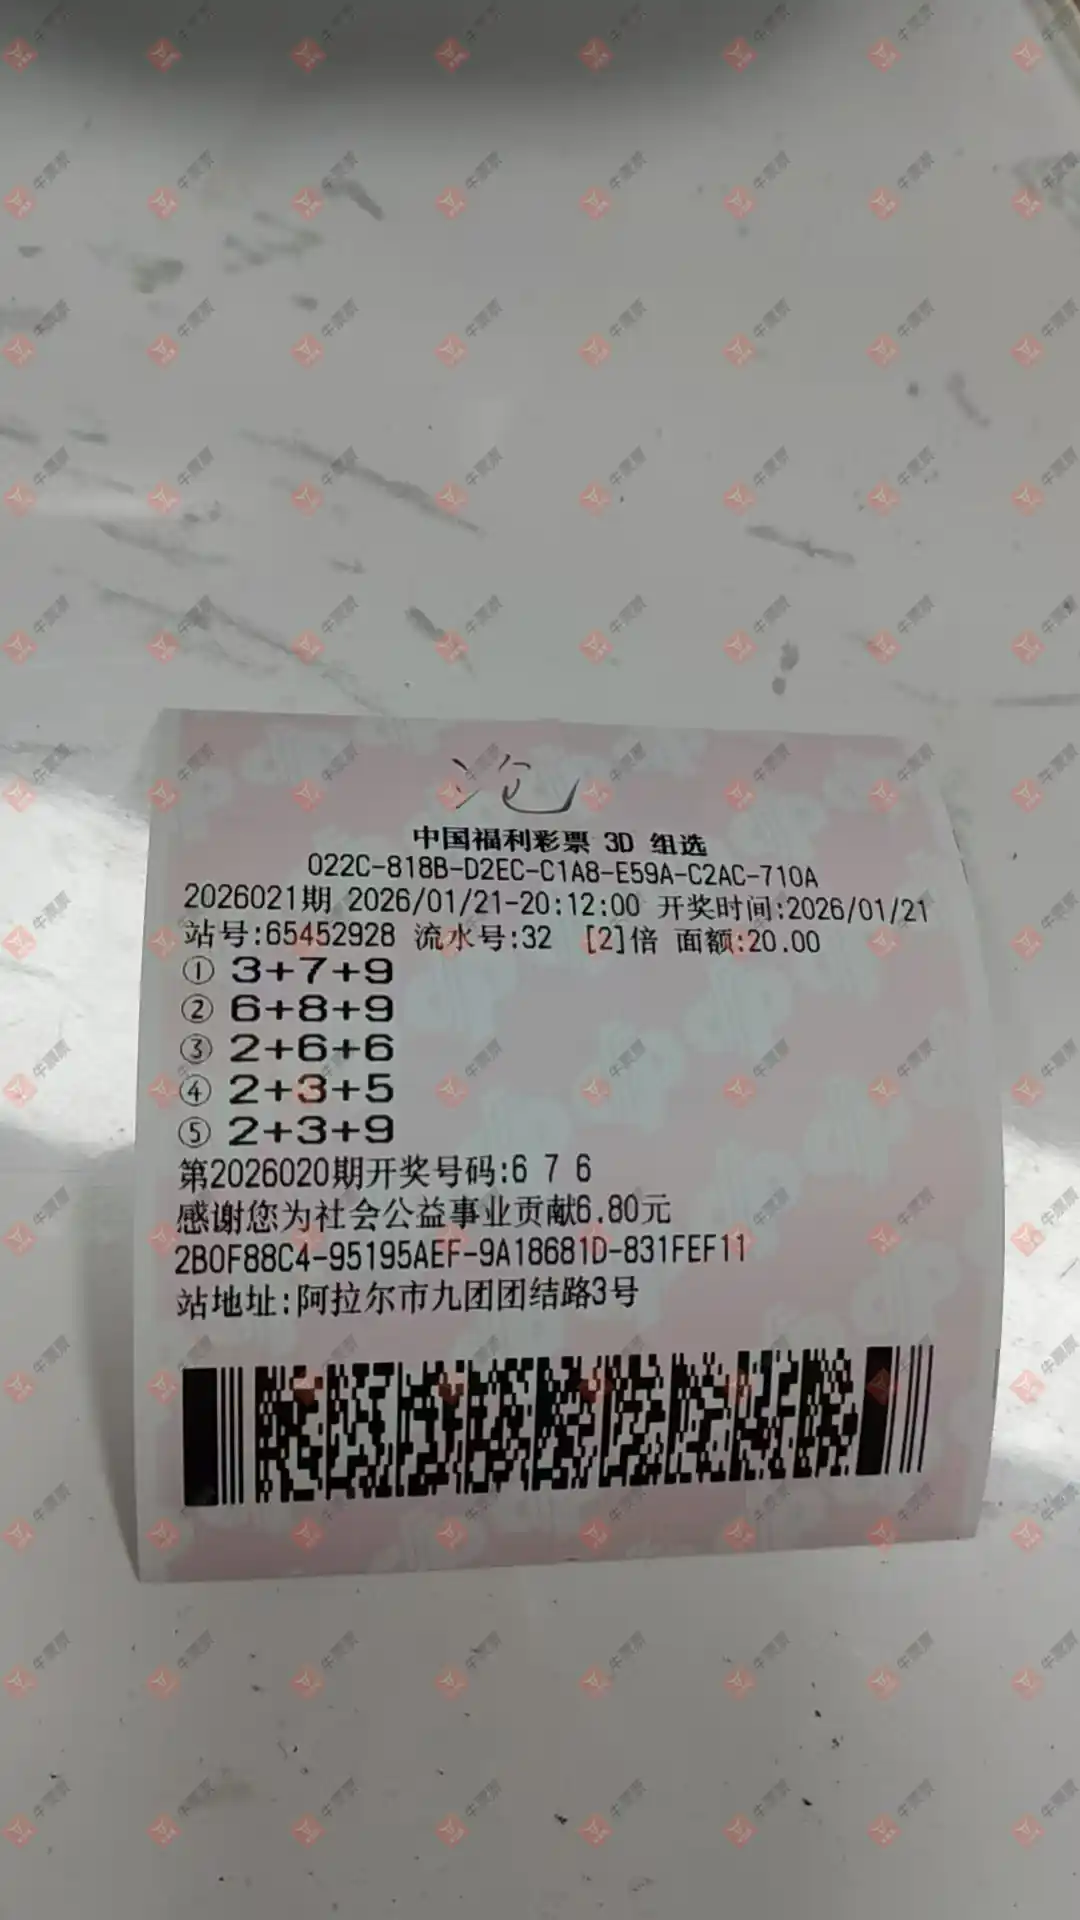 泡
中国福利彩票 3D 组选
022C-818B-D2EC-C1A8-E59A-C2AC-710A
2026021期 2026/01/21-20:12:00 开奖时间:2026/01/21
站号:65452928 流水号:32 [2]倍 面额:20.00
① 3+7+9
② 6+8+9
③ 2+6+6
④ 2+3+5
⑤ 2+3+9
第2026020期开奖号码:6 7 6
感谢您为社会公益事业贡献6.80元
2B0F88C4-95195AEF-9A18681D-831FEF11
站地址:阿拉尔市九团团结路3号